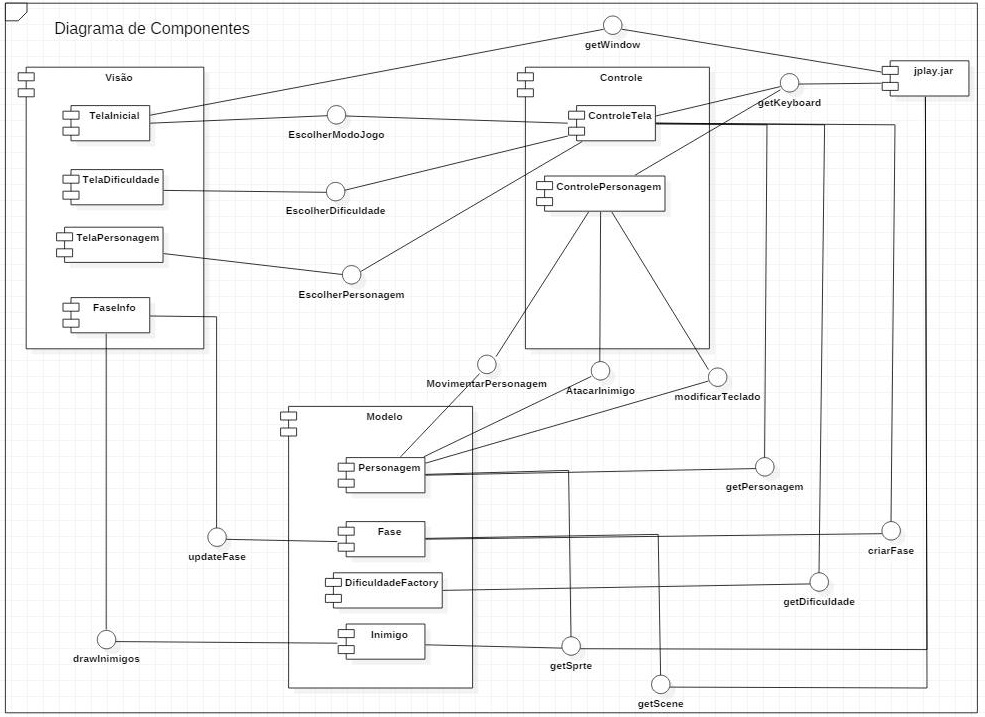 Diagrama de Componentes
getWindow
Visão
Controle
jplay.jar
getKeyboard
TelaInicial
ControleTela
EscolherModoJogo
TelaDificuldade
ControlePersonagem
EscolherDificuldade
TelaPersonagem
EscolherPersonagem
FaseInfo
MovimentarPersonagem
AtacarInimigo
modificarTeclado
Modelo
Personagem
getPersonagem
Fase
updateFase
criarFase
DificuldadeFactory
getDificuldade
Inimigo
drawInimigos
getSprte
getScene